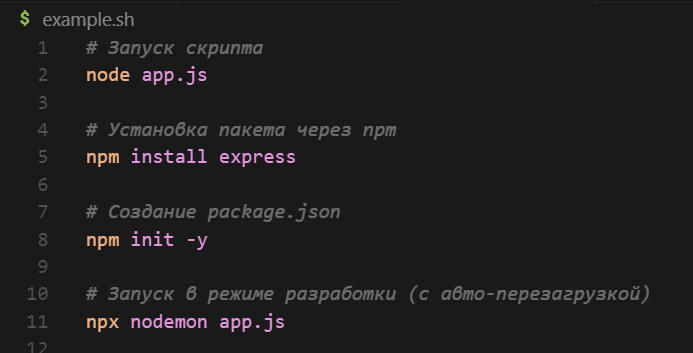 $ example.sh
1 # Запуск скрипта
2 node app.js
3
4 # Установка пакета через npm
5 npm install express
6
7 # Создание package.json
8 npm init -y
9
10 # Запуск в режиме разработки (с авто-перезагрузкой)
11 npx nodemon app.js
12